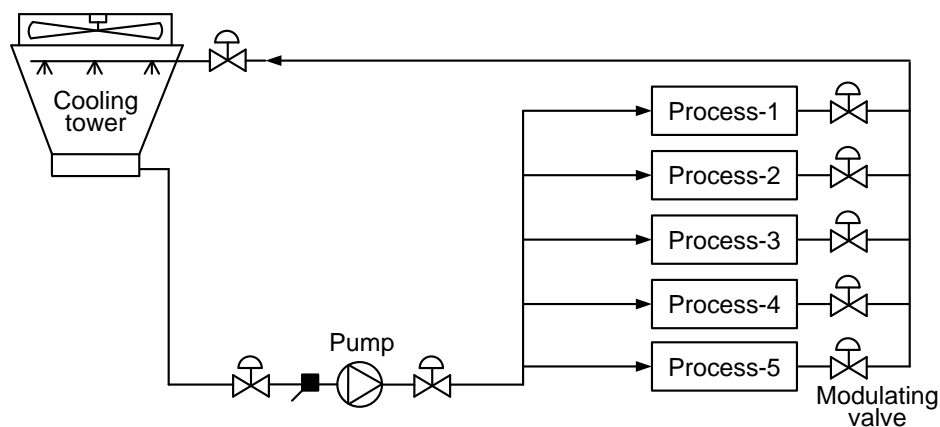 Cooling
tower
Process-1
Process-2
Process-3
Process-4
Process-5
Pump
Modulating
valve